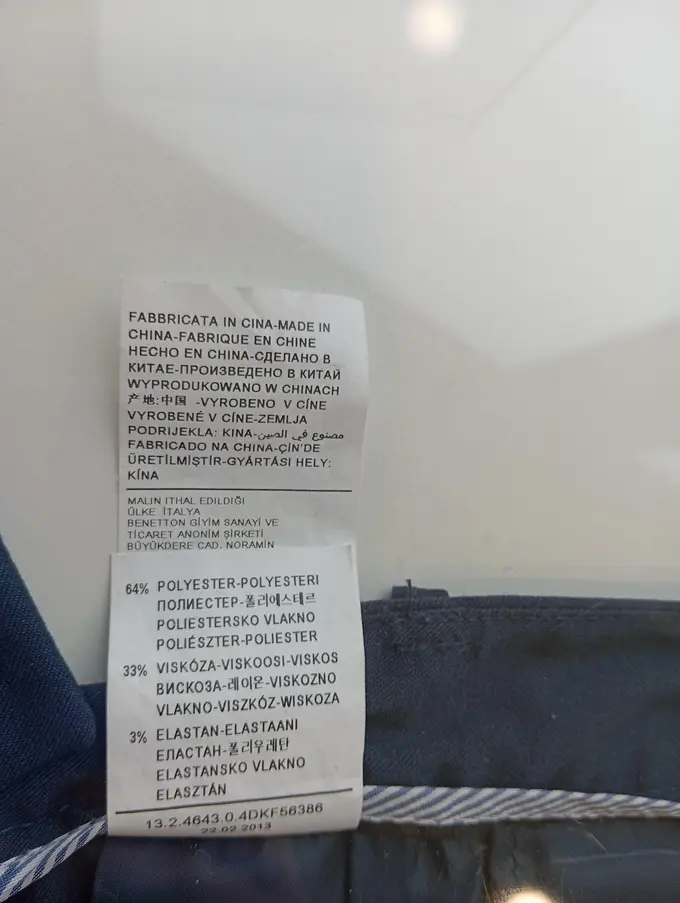 FABBRICATA IN CINA-MADE IN
CHINA-FABRIQUE EN CHINE
HECHO EN CHINA-СДЕЛАНО В
КИТАЕ-ПРОИЗВЕДЕНО В КИТАЙ
WYPRODUKOWANO W CHINACH
产地:中国 -VYROBENO V CÍNE
VYROBENÉ V CÍNE-ZEMLJA
PODRIJEKLA: KINA-مصنوع في الصين
FABRICADO NA CHINA-ÇİN'DE
ÜRETİLMİŞTİR-GYÁRTÁSI HELY:
KÍNA
MALIN ITHAL EDILDIĞI
ÜLKE İTALYA
BENETTON GİYİM SANAYİ VE
TİCARET ANONİM ŞİRKETİ
BÜYÜKDERE CAD. NORAMİN
64% POLYESTER-POLYESTERI
ПОЛИЕСТЕР-폴리에스테르
POLIESTERSKO VLAKNO
POLIÉSZTER-POLIESTER
33% VISKÓZA-VISKOOSI-VISKOS
ВИСКОЗА-레이온-VISKOZNO
VLAKNO-VISZKÓZ-WISKOZA
3% ELASTAN-ELASTAANI
ЕЛАСТАН-폴리우레탄
ELASTANSKO VLAKNO
ELASZTÁN
13.2.4643.0.4DKF56386
22 02 2013